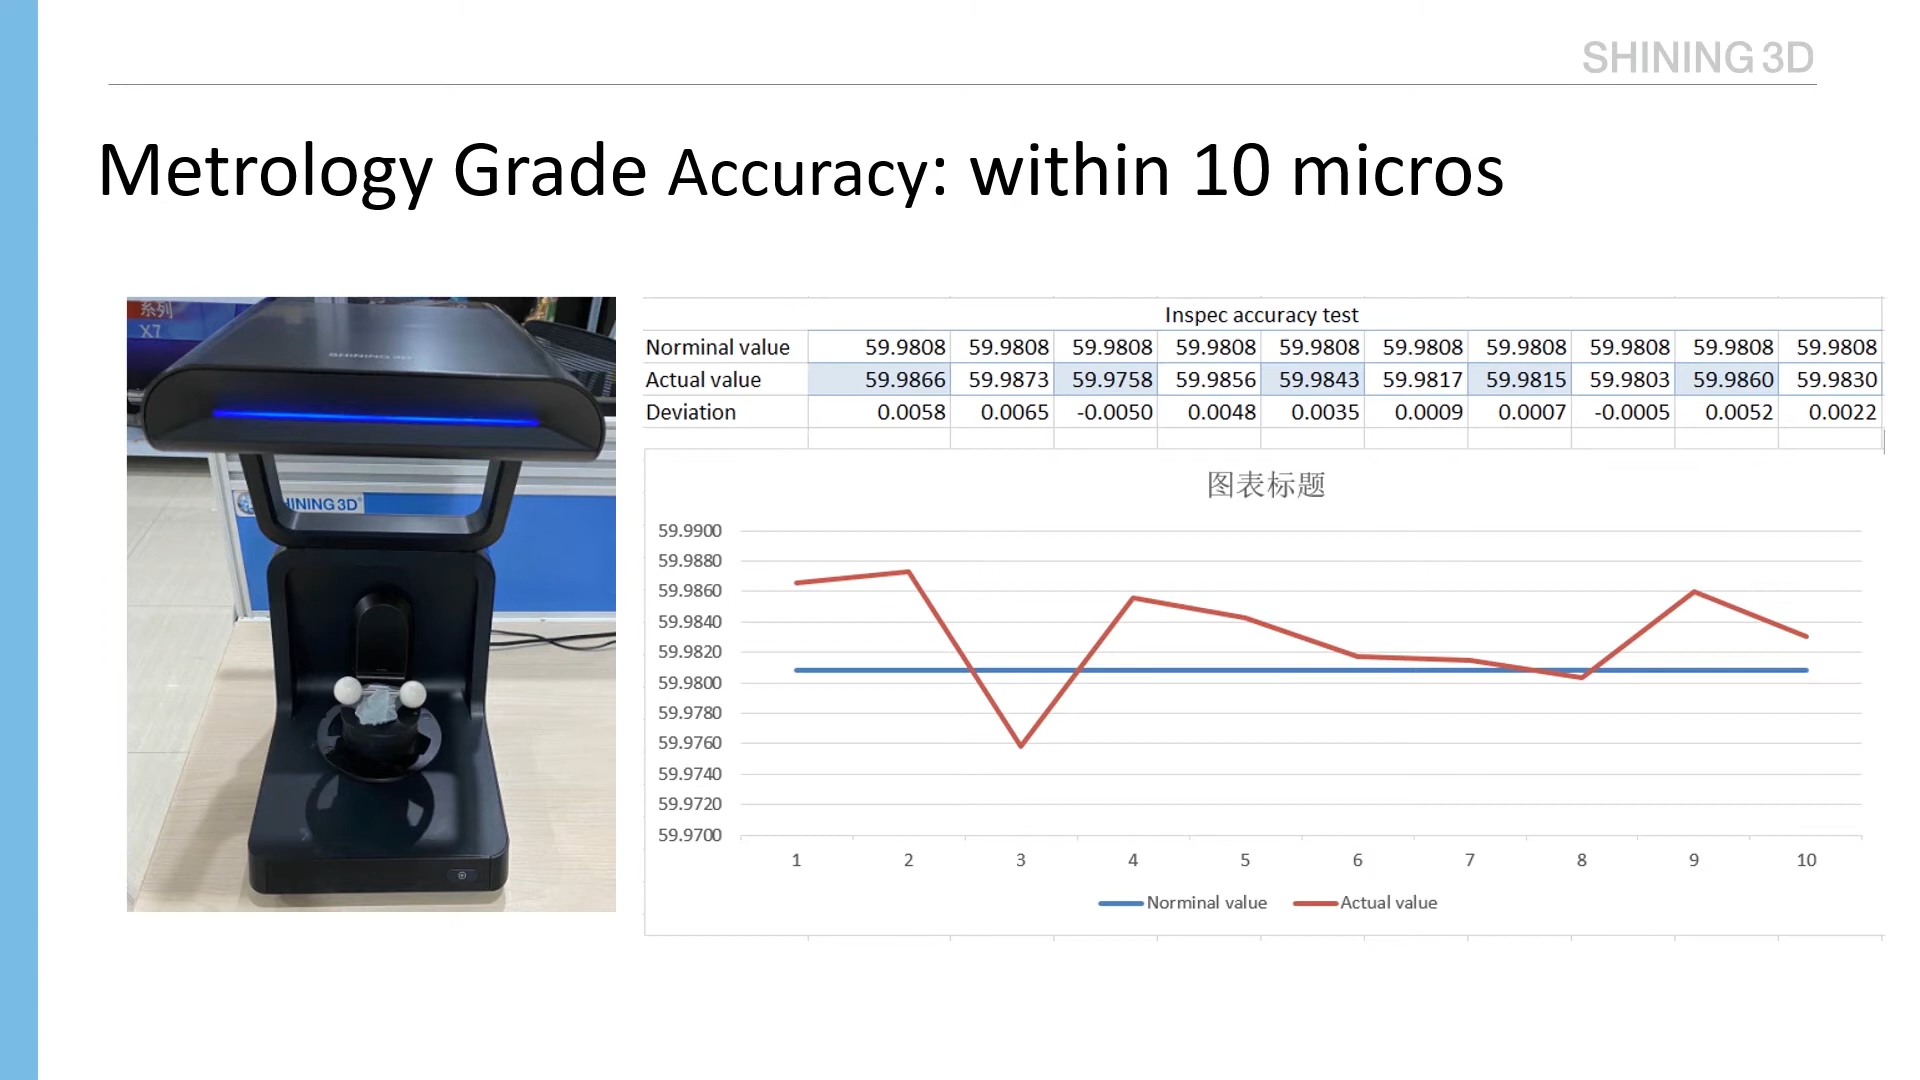 SHINING 3D
Metrology Grade Accuracy: within 10 micros
系列
X7
SHINING 3D
HINING 3D
Inspec accuracy test
Norminal value 59.9808 59.9808 59.9808 59.9808 59.9808 59.9808 59.9808 59.9808 59.9808 59.9808
Actual value 59.9866 59.9873 59.9758 59.9856 59.9843 59.9817 59.9815 59.9803 59.9860 59.9830
Deviation 0.0058 0.0065 -0.0050 0.0048 0.0035 0.0009 0.0007 -0.0005 0.0052 0.0022
图表标题
59.9900
59.9880
59.9860
59.9840
59.9820
59.9800
59.9780
59.9760
59.9740
59.9720
59.9700
1 2 3 4 5 6 7 8 9 10
Norminal value Actual value